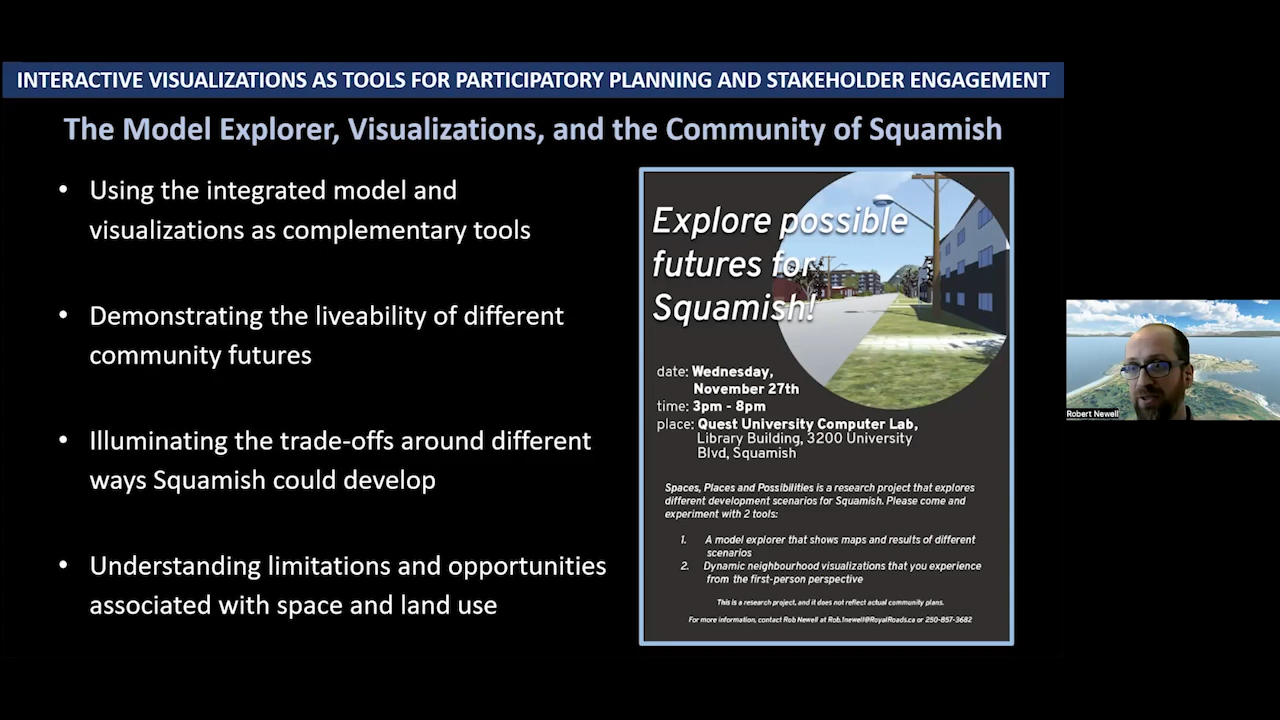 INTERACTIVE VISUALIZATIONS AS TOOLS FOR PARTICIPATORY PLANNING AND STAKEHOLDER ENGAGEMENT
The Model Explorer, Visualizations, and the Community of Squamish
• Using the integrated model and
visualizations as complementary tools
• Demonstrating the liveability of different
community futures
• Illuminating the trade-offs around different
ways Squamish could develop
• Understanding limitations and opportunities
associated with space and land use
Explore possible
futures for
Squamish!
date: Wednesday,
November 27th
time: 3pm - 8pm
place: Quest University Computer Lab,
Library Building, 3200 University
Blvd, Squamish
Spaces, Places and Possibilities is a research project that explores
different development scenarios for Squamish. Please come and
experiment with 2 tools:
1. A model explorer that shows maps and results of different
scenarios
2. Dynamic neighbourhood visualizations that you experience
from the first-person perspective
This is a research project, and it does not reflect actual community plans.
For more information, contact Rob Newell at Rob.1newell@RoyalRoads.ca or 250-857-3682
Robert Newell